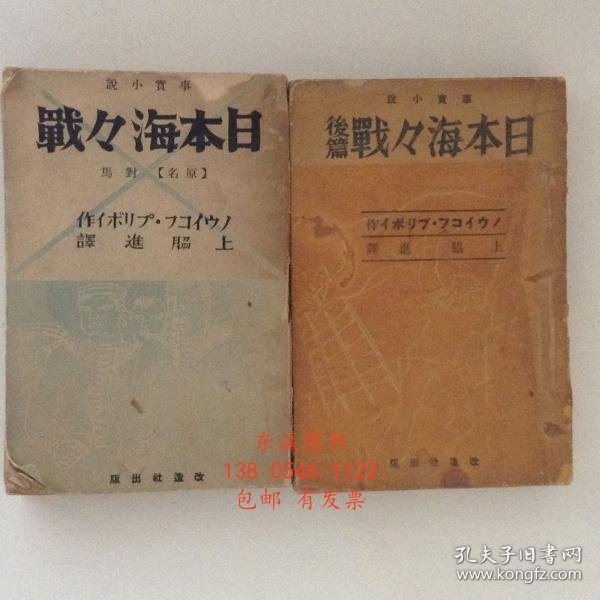 事實小說
日本海々戰
【原名】對馬
ノウイコフ・プリボイ作
上脇進譯
改造社出版
事實小說
日本海々戰 後篇
ノウイコフ・プリボイ作
上脇進譯
改造社出版
138 0546 1122
包邮 有发票
孔夫子旧书网
www.kongfz.com